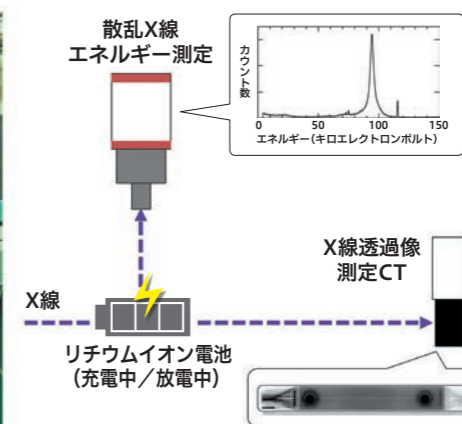 散乱X線
エネルギー測定
カウント数
0
50
100
150
エネルギー(キロエレクトロンボルト)
X線透過像
測定CT
X線
リチウムイオン電池
(充電中/放電中)